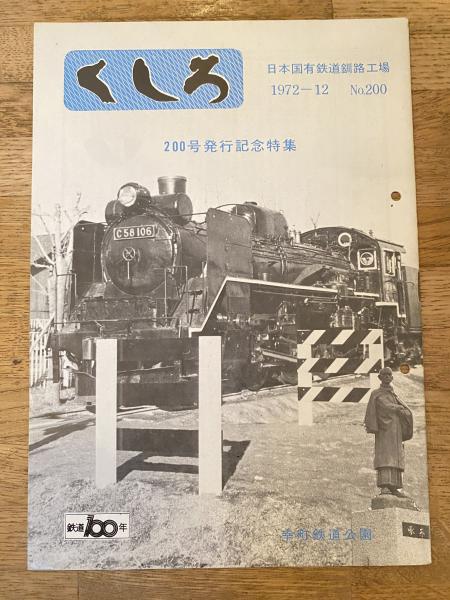 くしろ
日本国有鉄道釧路工場
1972-12 No.200
200号発行記念特集
C58106
鉄道100年
幸町鉄道公園